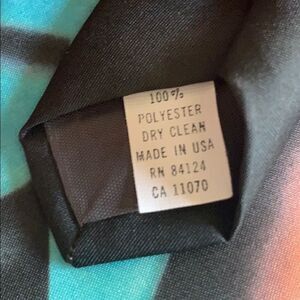 100%
POLYESTER
DRY CLEAN
MADE IN USA
RN 84124
CA 11070